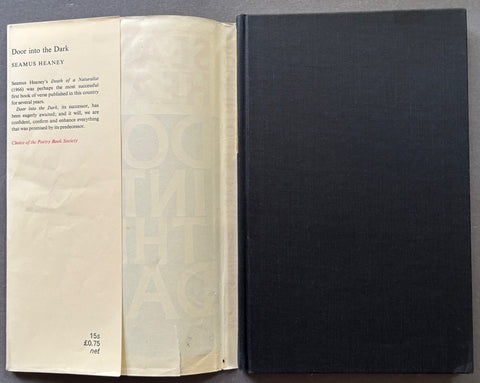 Door into the Dark
SEAMUS HEANEY
Seamus Heaney's Death of a Naturalist
(1966) was perhaps the most successful
first book of verse published in this country
for several years.
Door into the Dark, its successor, has
been eagerly awaited; and it will, we are
confident, confirm and enhance everything
that was promised by its predecessor.
Choice of the Poetry Book Society
15s
£0.75
net